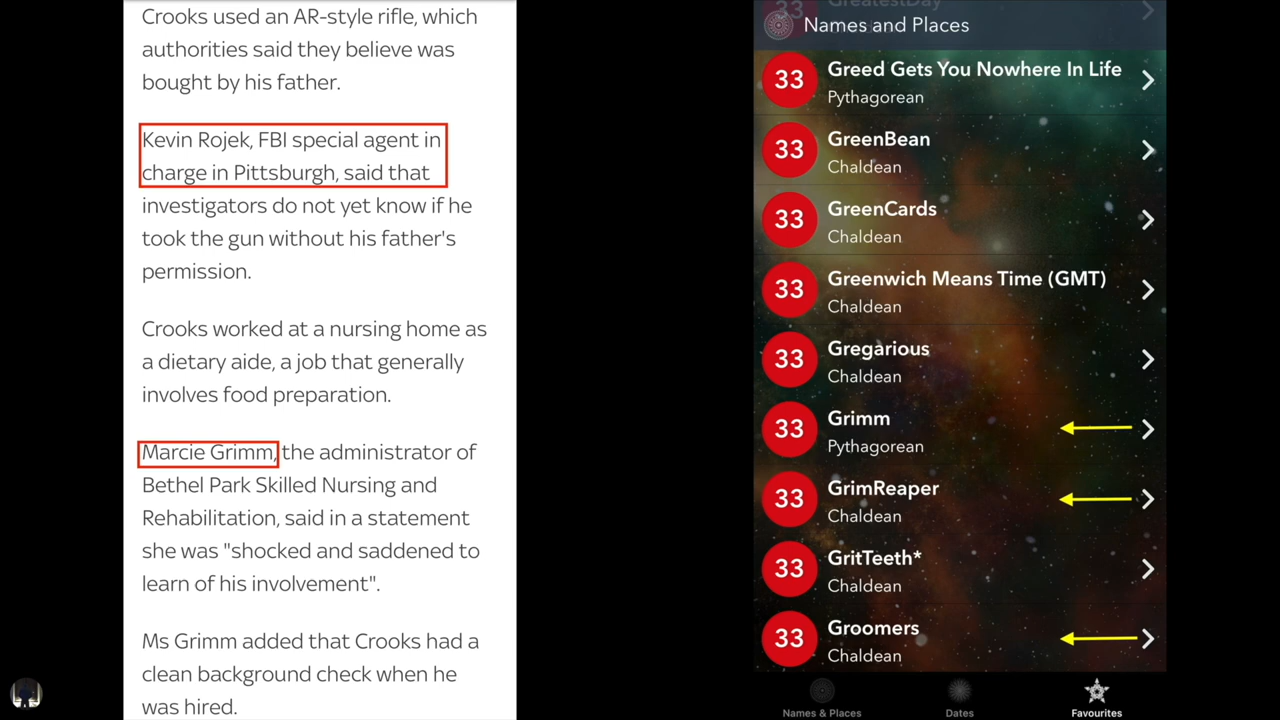 Crooks used an AR-style rifle, which
authorities said they believe was
bought by his father.
Kevin Rojek, FBI special agent in
charge in Pittsburgh, said that
investigators do not yet know if he
took the gun without his father's
permission.
Crooks worked at a nursing home as
a dietary aide, a job that generally
involves food preparation.
Marcie Grimm, the administrator of
Bethel Park Skilled Nursing and
Rehabilitation, said in a statement
she was "shocked and saddened to
learn of his involvement".
Ms Grimm added that Crooks had a
clean background check when he
was hired.
33 GreatestDay
Names and Places
33 Greed Gets You Nowhere In Life
Pythagorean
33 GreenBean
Chaldean
33 GreenCards
Chaldean
33 Greenwich Means Time (GMT)
Chaldean
33 Gregarious
Chaldean
33 Grimm
Pythagorean
33 GrimReaper
Chaldean
33 GritTeeth*
Chaldean
33 Groomers
Chaldean
Names & Places Dates Favourites